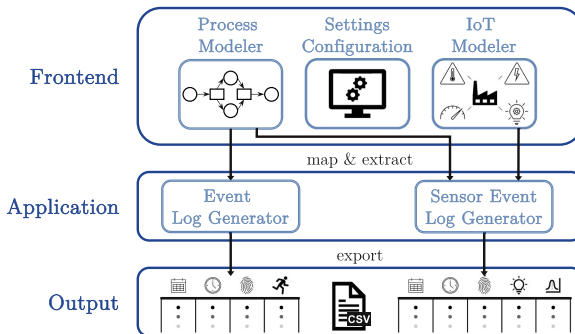 Process
Modeler
Settings
Configuration
IoT
Modeler
Frontend
map & extract
Application
Event
Log Generator
Sensor Event
Log Generator
export
Output
CSV